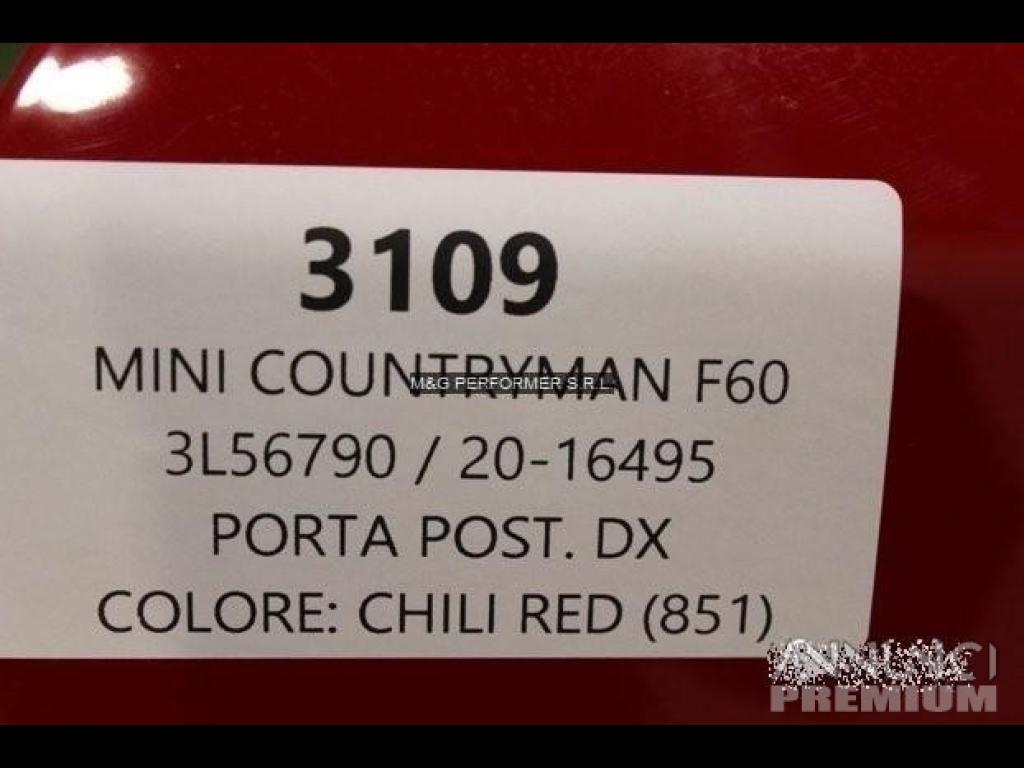 3109
MINI COUNTRYMAN F60
M&G PERFORMER S.R.L.
3L56790 / 20-16495
PORTA POST. DX
COLORE: CHILI RED (851)
PREMIUM